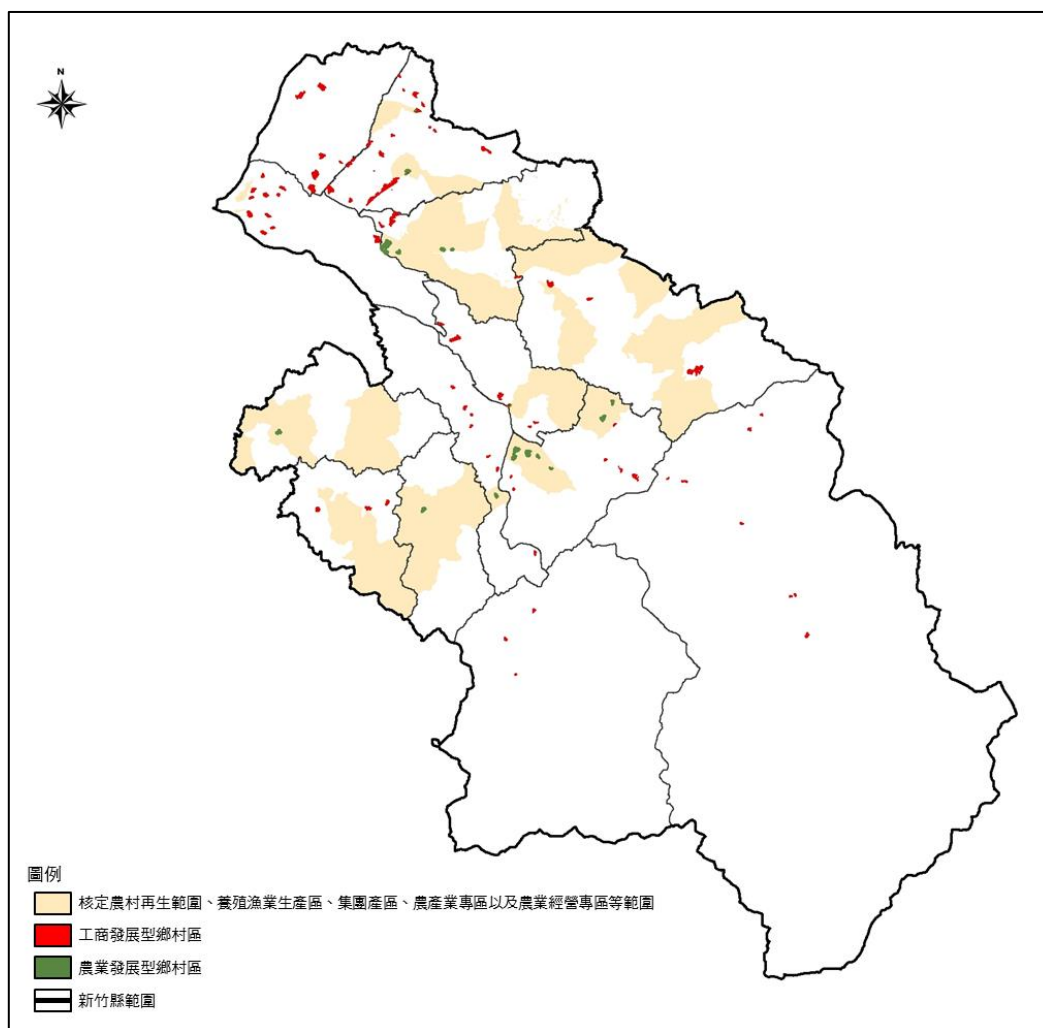 N
圖例
核定農村再生範圍、養殖漁業生產區、集團產區、農產業專區以及農業經營專區等範圍
工商發展型鄉村區
農業發展型鄉村區
新竹縣範圍